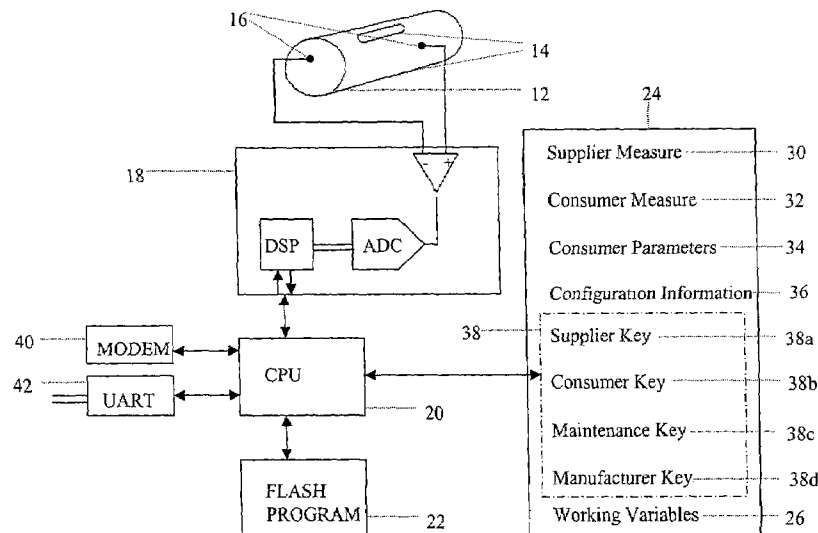 16
14
12
24
18
- +
DSP
ADC
Supplier Measure
30
Consumer Measure
32
Consumer Parameters
34
Configuration Information
36
38
Supplier Key
38a
Consumer Key
38b
Maintenance Key
38c
Manufacturer Key
38d
Working Variables
26
40
MODEM
42
UART
CPU
20
FLASH
PROGRAM
22